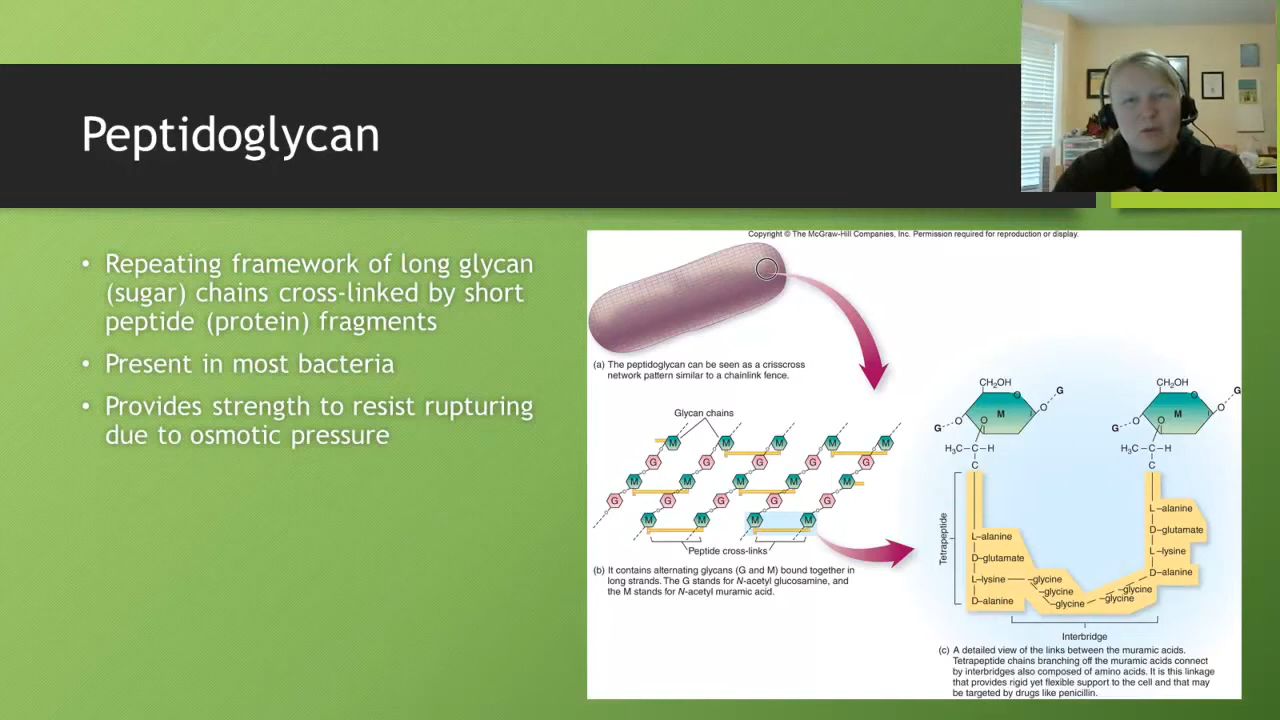 Peptidoglycan
• Repeating framework of long glycan
(sugar) chains cross-linked by short
peptide (protein) fragments
• Present in most bacteria
• Provides strength to resist rupturing
due to osmotic pressure
Copyright © The McGraw-Hill Companies, Inc. Permission required for reproduction or display.
(a) The peptidoglycan can be seen as a crisscross
network pattern similar to a chainlink fence.
Glycan chains
M M M M M
G G G G
M M M M M
G G G G
M M M M
Peptide cross-links
(b) It contains alternating glycans (G and M) bound together in
long strands. The G stands for N-acetyl glucosamine, and
the M stands for N-acetyl muramic acid.
CH₂OH CH₂OH
O G O G
M O M O
G O O G O O
H₃C–C–H H₃C–C–H
C C
Tetrapeptide
L–alanine
D–glutamate
L–lysine –glycine
–glycine
D–alanine –glycine
L–alanine
D–glutamate
L–lysine
D–alanine
–glycine
–glycine
Interbridge
(c) A detailed view of the links between the muramic acids.
Tetrapeptide chains branching off the muramic acids connect
by interbridges also composed of amino acids. It is this linkage
that provides rigid yet flexible support to the cell and that may
be targeted by drugs like penicillin.